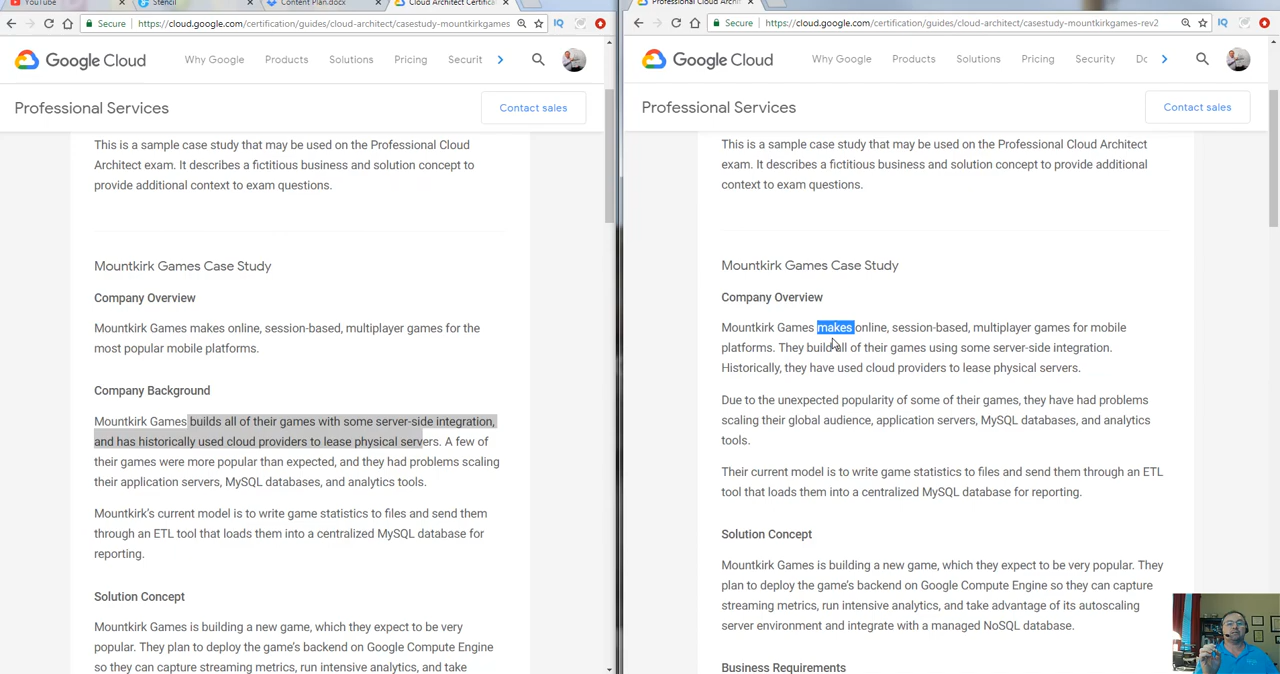 YouTube
Stencil
Content Plan.docx
Cloud Architect Certifica
Secure
https://cloud.google.com/certification/guides/cloud-architect/casestudy-mountkirkgames
IQ
Google Cloud
Why Google
Products
Solutions
Pricing
Securit
Professional Services
Contact sales
This is a sample case study that may be used on the Professional Cloud
Architect exam. It describes a fictitious business and solution concept to
provide additional context to exam questions.
Mountkirk Games Case Study
Company Overview
Mountkirk Games makes online, session-based, multiplayer games for the
most popular mobile platforms.
Company Background
Mountkirk Games builds all of their games with some server-side integration,
and has historically used cloud providers to lease physical servers. A few of
their games were more popular than expected, and they had problems scaling
their application servers, MySQL databases, and analytics tools.
Mountkirk's current model is to write game statistics to files and send them
through an ETL tool that loads them into a centralized MySQL database for
reporting.
Solution Concept
Mountkirk Games is building a new game, which they expect to be very
popular. They plan to deploy the game's backend on Google Compute Engine
so they can capture streaming metrics, run intensive analytics, and take
Professional Cloud Archit
Secure
https://cloud.google.com/certification/guides/cloud-architect/casestudy-mountkirkgames-rev2
IQ
Google Cloud
Why Google
Products
Solutions
Pricing
Security
Dc
Professional Services
Contact sales
This is a sample case study that may be used on the Professional Cloud Architect
exam. It describes a fictitious business and solution concept to provide additional
context to exam questions.
Mountkirk Games Case Study
Company Overview
Mountkirk Games makes online, session-based, multiplayer games for mobile
platforms. They build all of their games using some server-side integration.
Historically, they have used cloud providers to lease physical servers.
Due to the unexpected popularity of some of their games, they have had problems
scaling their global audience, application servers, MySQL databases, and analytics
tools.
Their current model is to write game statistics to files and send them through an ETL
tool that loads them into a centralized MySQL database for reporting.
Solution Concept
Mountkirk Games is building a new game, which they expect to be very popular. They
plan to deploy the game's backend on Google Compute Engine so they can capture
streaming metrics, run intensive analytics, and take advantage of its autoscaling
server environment and integrate with a managed NoSQL database.
Business Requirements